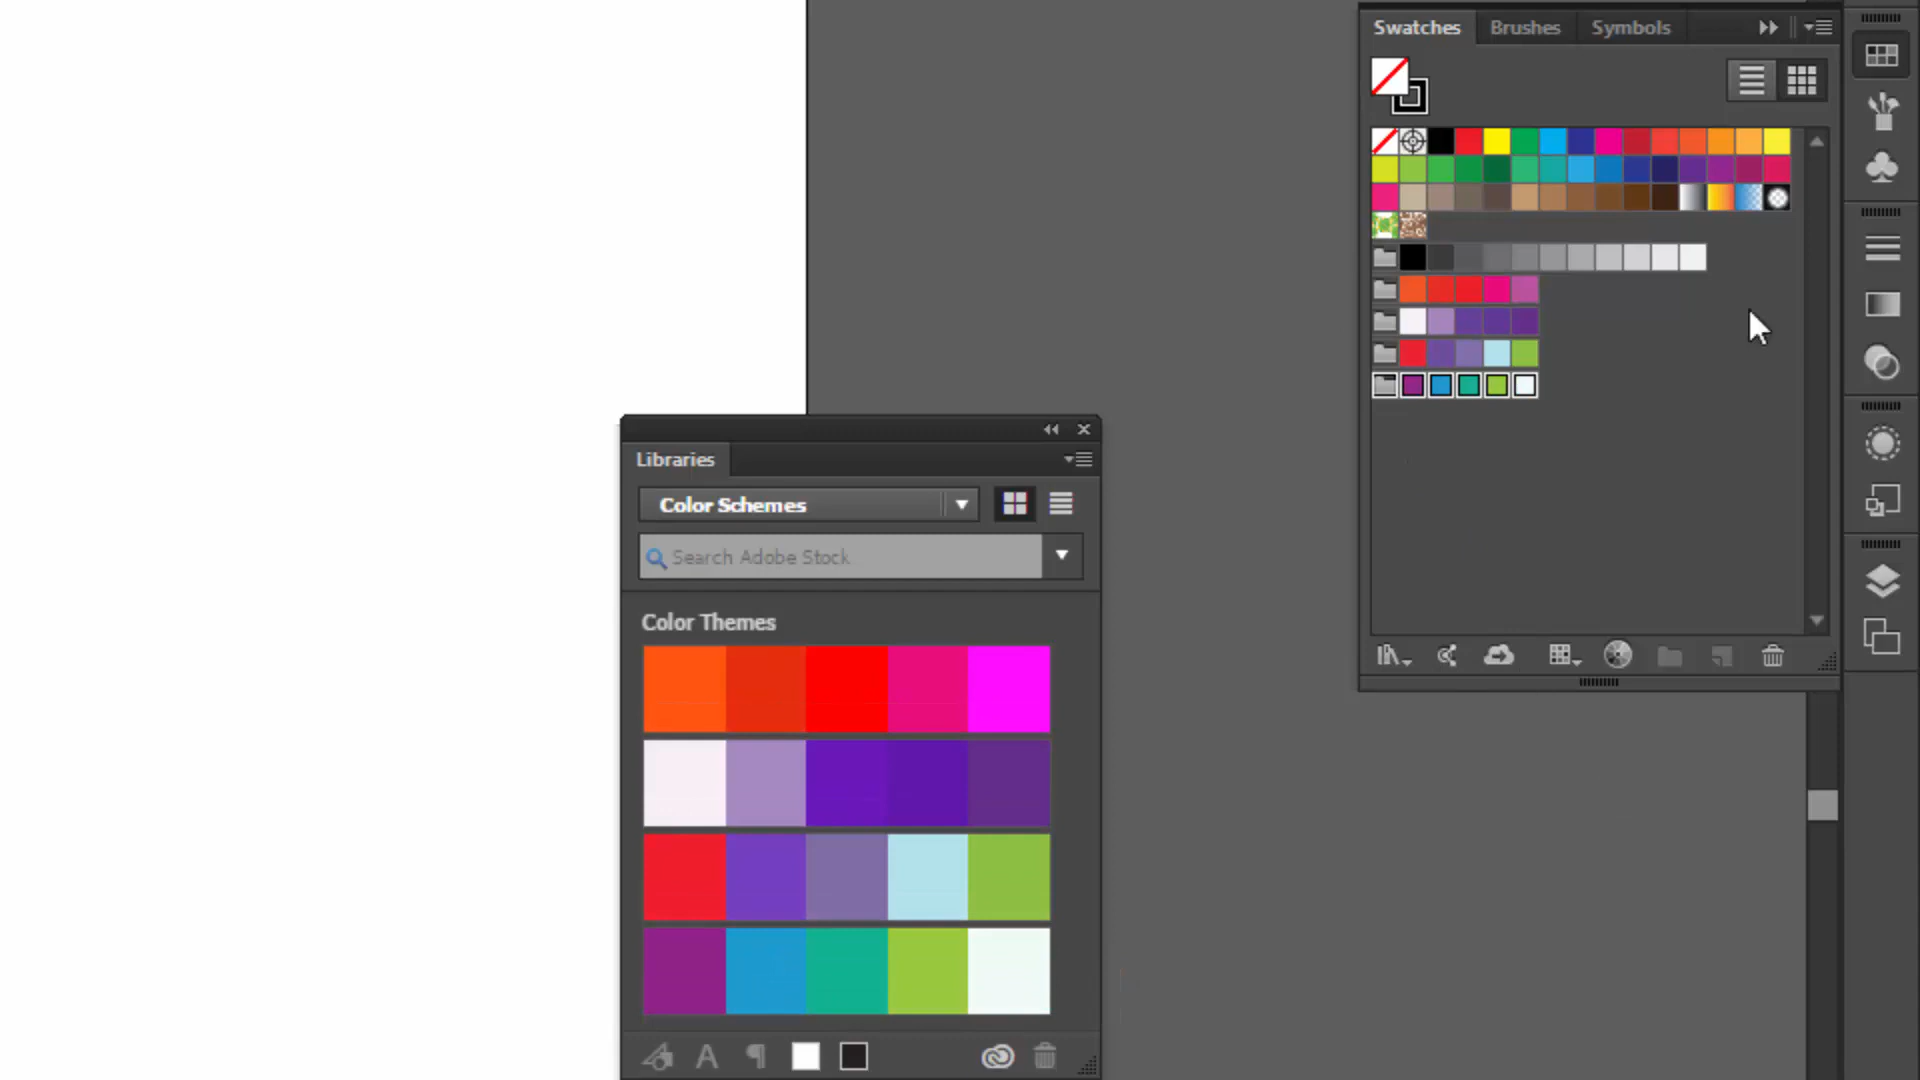 Swatches Brushes Symbols
Libraries
Color Schemes
Search Adobe Stock
Color Themes